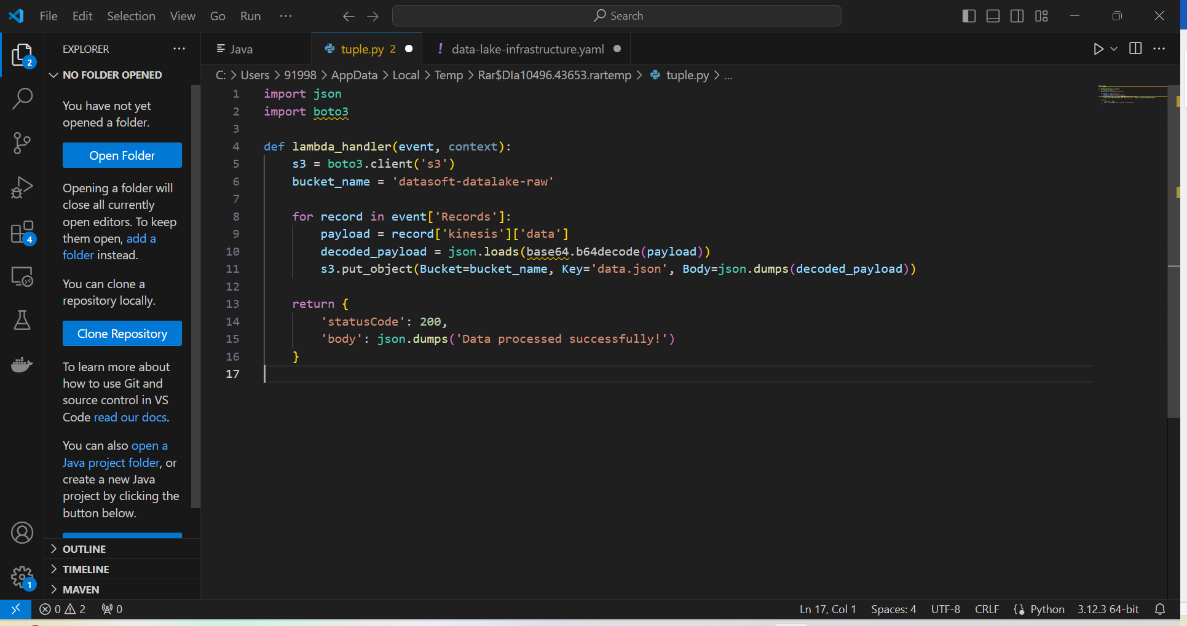 File Edit Selection View Go Run ··· Search
EXPLORER ···
NO FOLDER OPENED
You have not yet
opened a folder.
Open Folder
Opening a folder will
close all currently
open editors. To keep
them open, add a
folder instead.
You can clone a
repository locally.
Clone Repository
To learn more about
how to use Git and
source control in VS
Code read our docs.
You can also open a
Java project folder, or
create a new Java
project by clicking the
button below.
OUTLINE
TIMELINE
MAVEN
2
4
1
Java tuple.py 2 ! data-lake-infrastructure.yaml ···
C: > Users > 91998 > AppData > Local > Temp > Rar$DIa10496.43653.rartemp > tuple.py > ...
1 import json
2 import boto3
3
4 def lambda_handler(event, context):
5 s3 = boto3.client('s3')
6 bucket_name = 'datasoft-datalake-raw'
7
8 for record in event['Records']:
9 payload = record['kinesis']['data']
10 decoded_payload = json.loads(base64.b64decode(payload))
11 s3.put_object(Bucket=bucket_name, Key='data.json', Body=json.dumps(decoded_payload))
12
13 return {
14 'statusCode': 200,
15 'body': json.dumps('Data processed successfully!')
16 }
17
0 2 0 Ln 17, Col 1 Spaces: 4 UTF-8 CRLF Python 3.12.3 64-bit